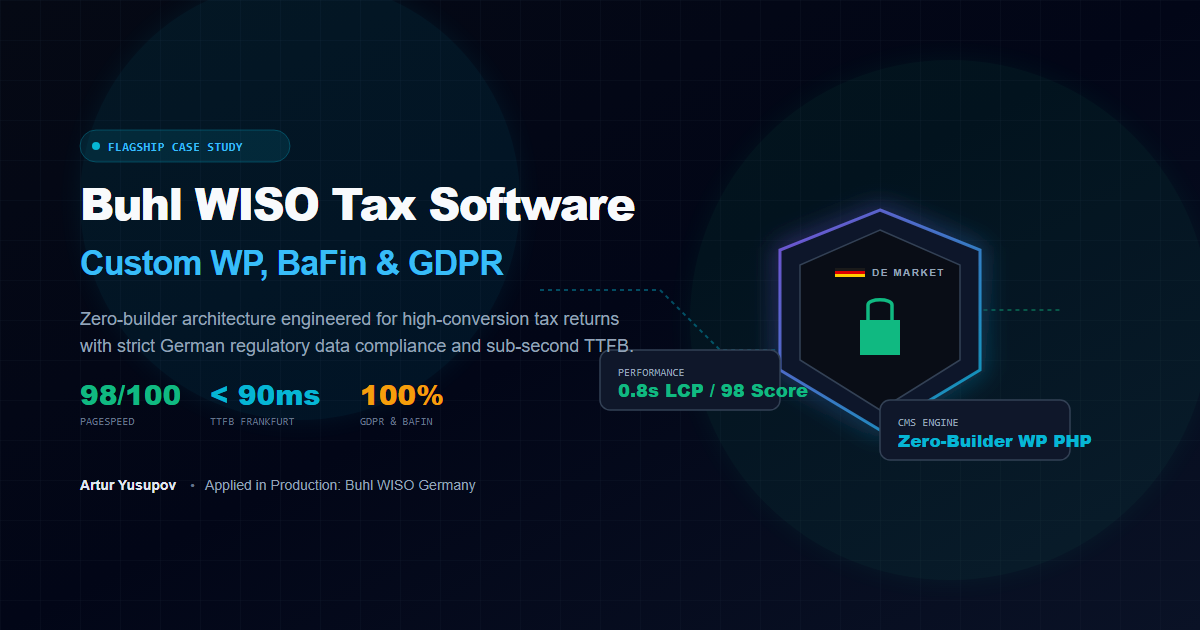 FLAGSHIP CASE STUDY
Buhl WISO Tax Software
Custom WP, BaFin & GDPR
Zero-builder architecture engineered for high-conversion tax returns
with strict German regulatory data compliance and sub-second TTFB.
98/100
PAGESPEED
< 90ms
TTFB FRANKFURT
100%
GDPR & BAFIN
Artur Yusupov • Applied in Production: Buhl WISO Germany
DE MARKET
PERFORMANCE
0.8s LCP / 98 Score
CMS ENGINE
Zero-Builder WP PHP